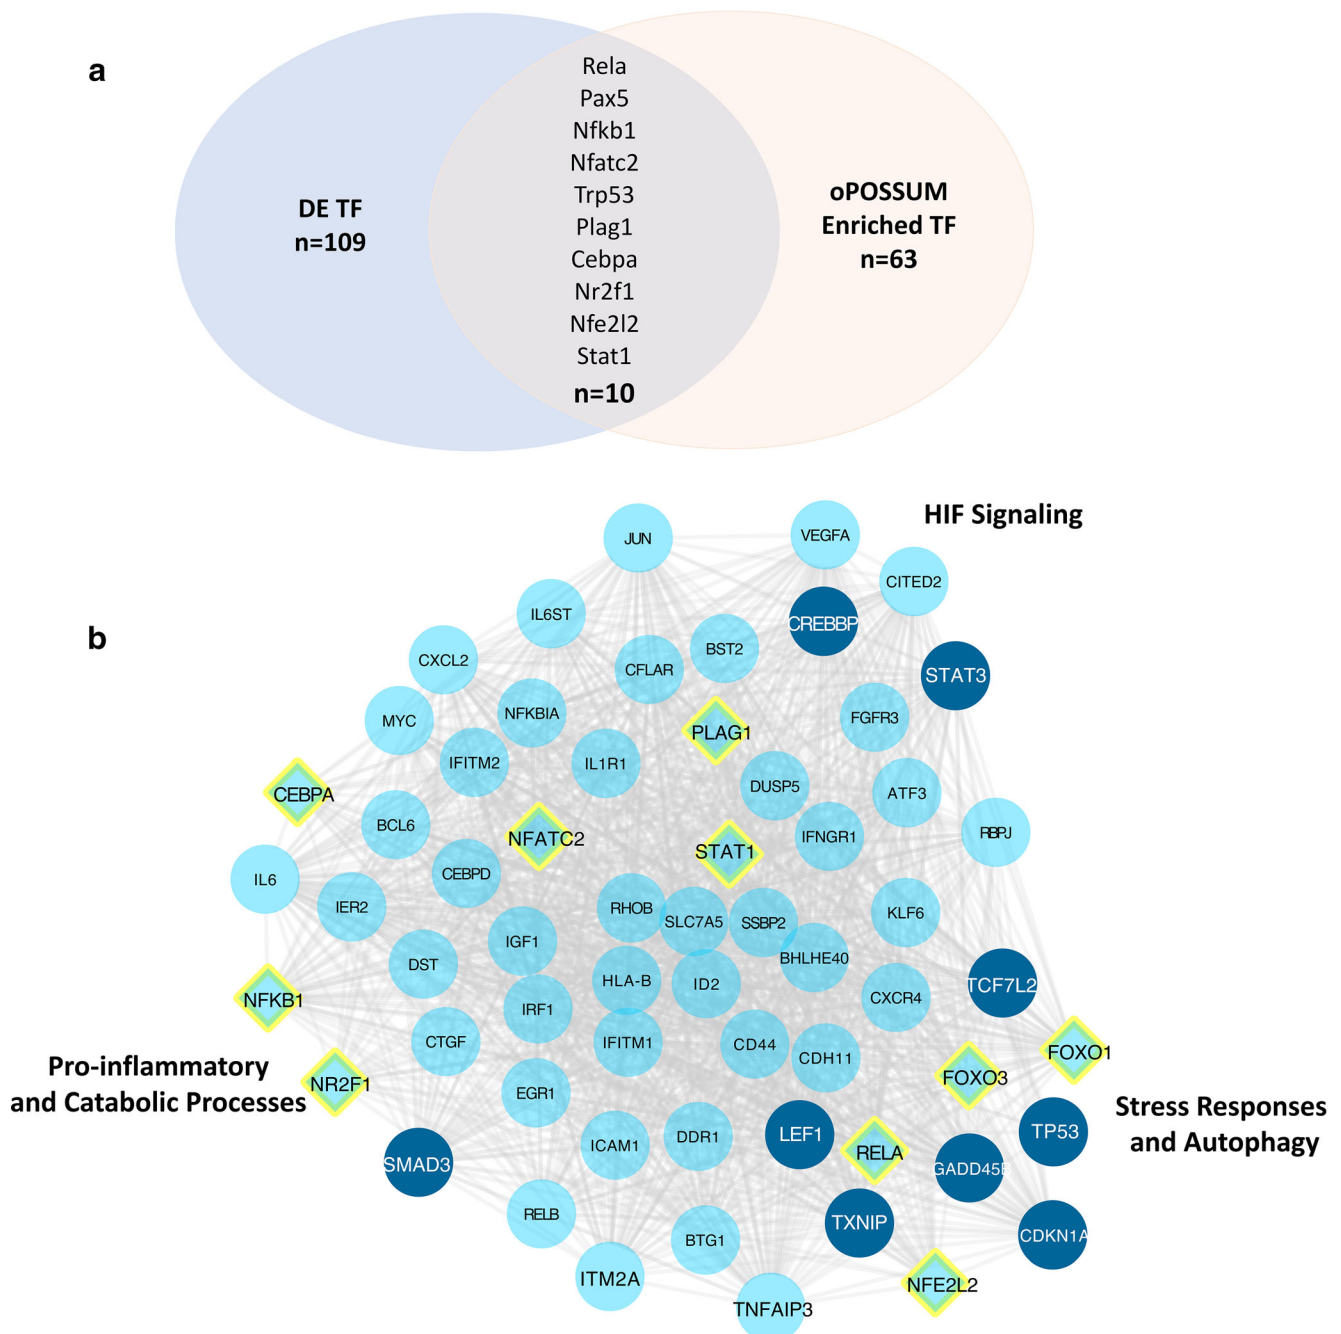 a
Rela
Pax5
Nfkb1
Nfatc2
Trp53
Plag1
Cebpa
Nr2f1
Nfe2l2
Stat1
n=10
DE TF
n=109
oPOSSUM
Enriched TF
n=63
b
HIF Signaling
JUN
VEGFA
CITED2
IL6ST
CREBBP
CXCL2
CFLAR
BST2
STAT3
MYC
NFKBIA
PLAG1
FGFR3
IFITM2
IL1R1
CEBPA
DUSP5
ATF3
BCL6
NFATC2
STAT1
IFNGR1
RBPJ
IL6
CEBPD
IER2
RHOB
SLC7A5
SSBP2
KLF6
IGF1
BHLHE40
DST
HLA-B
ID2
TCF7L2
NFKB1
IRF1
CXCR4
CTGF
IFITM1
CD44
CDH11
FOXO1
Pro-inflammatory
and Catabolic Processes
NR2F1
FOXO3
EGR1
Stress Responses
and Autophagy
ICAM1
DDR1
LEF1
TP53
SMAD3
RELA
GADD45B
RELB
BTG1
TXNIP
CDKN1A
ITM2A
NFE2L2
TNFAIP3